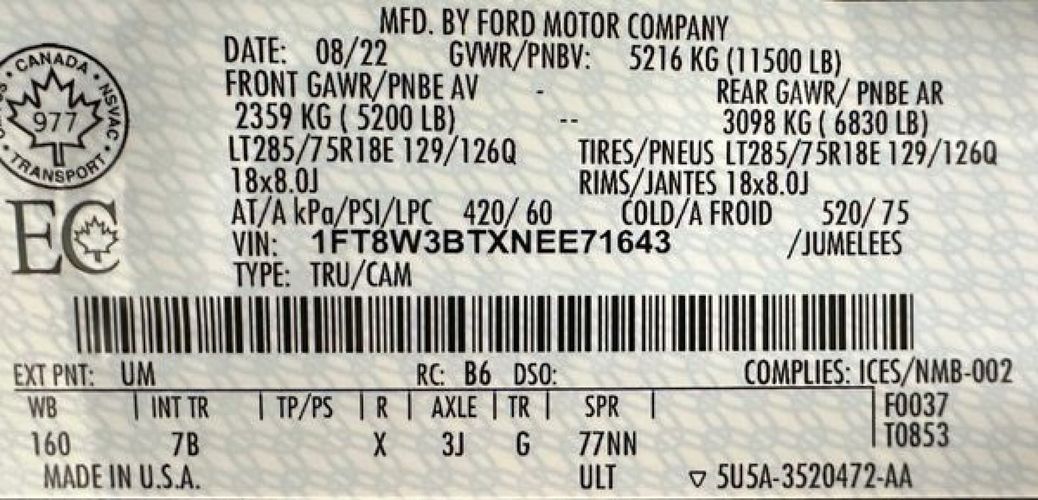 MFD. BY FORD MOTOR COMPANY
DATE: 08/22 GVWR/PNBV: 5216 KG (11500 LB)
FRONT GAWR/PNBE AV - REAR GAWR/ PNBE AR
2359 KG ( 5200 LB) -- 3098 KG ( 6830 LB)
LT285/75R18E 129/126Q TIRES/PNEUS LT285/75R18E 129/126Q
18x8.0J RIMS/JANTES 18x8.0J
AT/A kPa/PSI/LPC 420/ 60 COLD/A FROID 520/ 75
VIN: 1FT8W3BTXNEE71643 /JUMELEES
TYPE: TRU/CAM
CANADA
NSVAC
977
TRANSPORT
EC
EXT PNT: UM RC: B6 DSO: COMPLIES: ICES/NMB-002
WB | INT TR | TP/PS | R | AXLE | TR | SPR | F0037
160 7B X 3J G 77NN T0853
MADE IN U.S.A. ULT ▽ 5U5A-3520472-AA